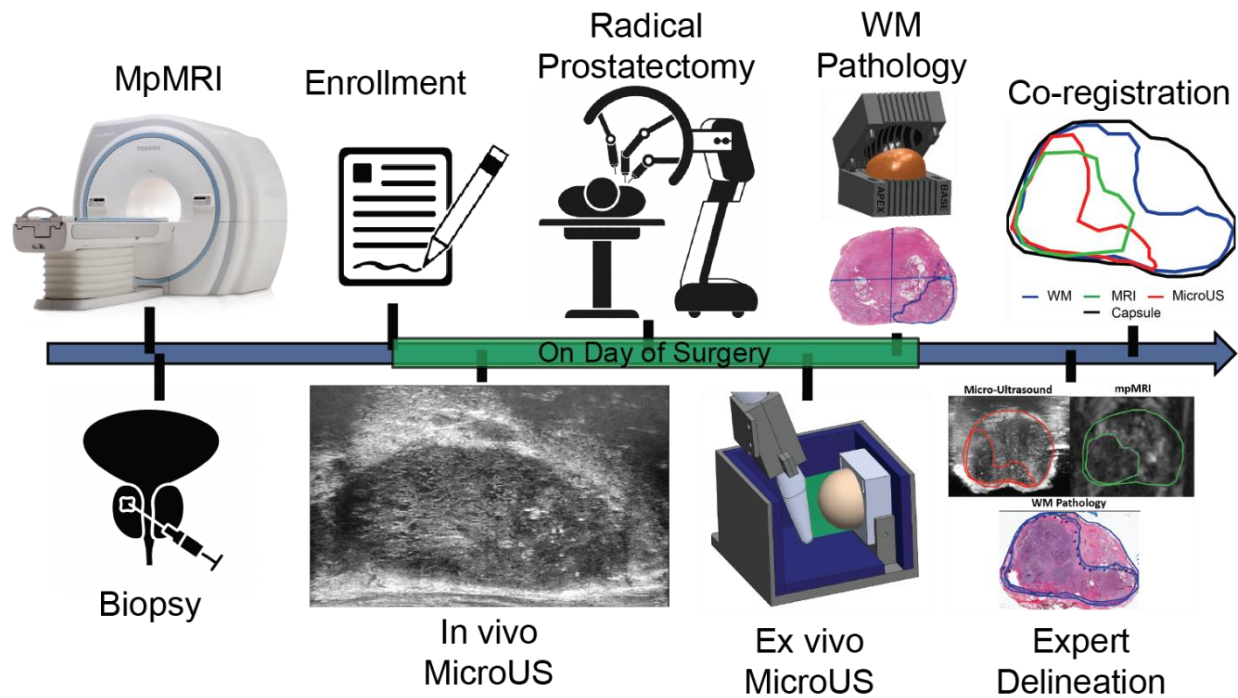 MpMRI
Enrollment
Radical
Prostatectomy
WM
Pathology
Co-registration
TOSHIBA
APEX
BASE
WM
MRI
MicroUS
Capsule
On Day of Surgery
Biopsy
In vivo
MicroUS
Ex vivo
MicroUS
Micro-Ultrasound
mpMRI
WM Pathology
Expert
Delineation